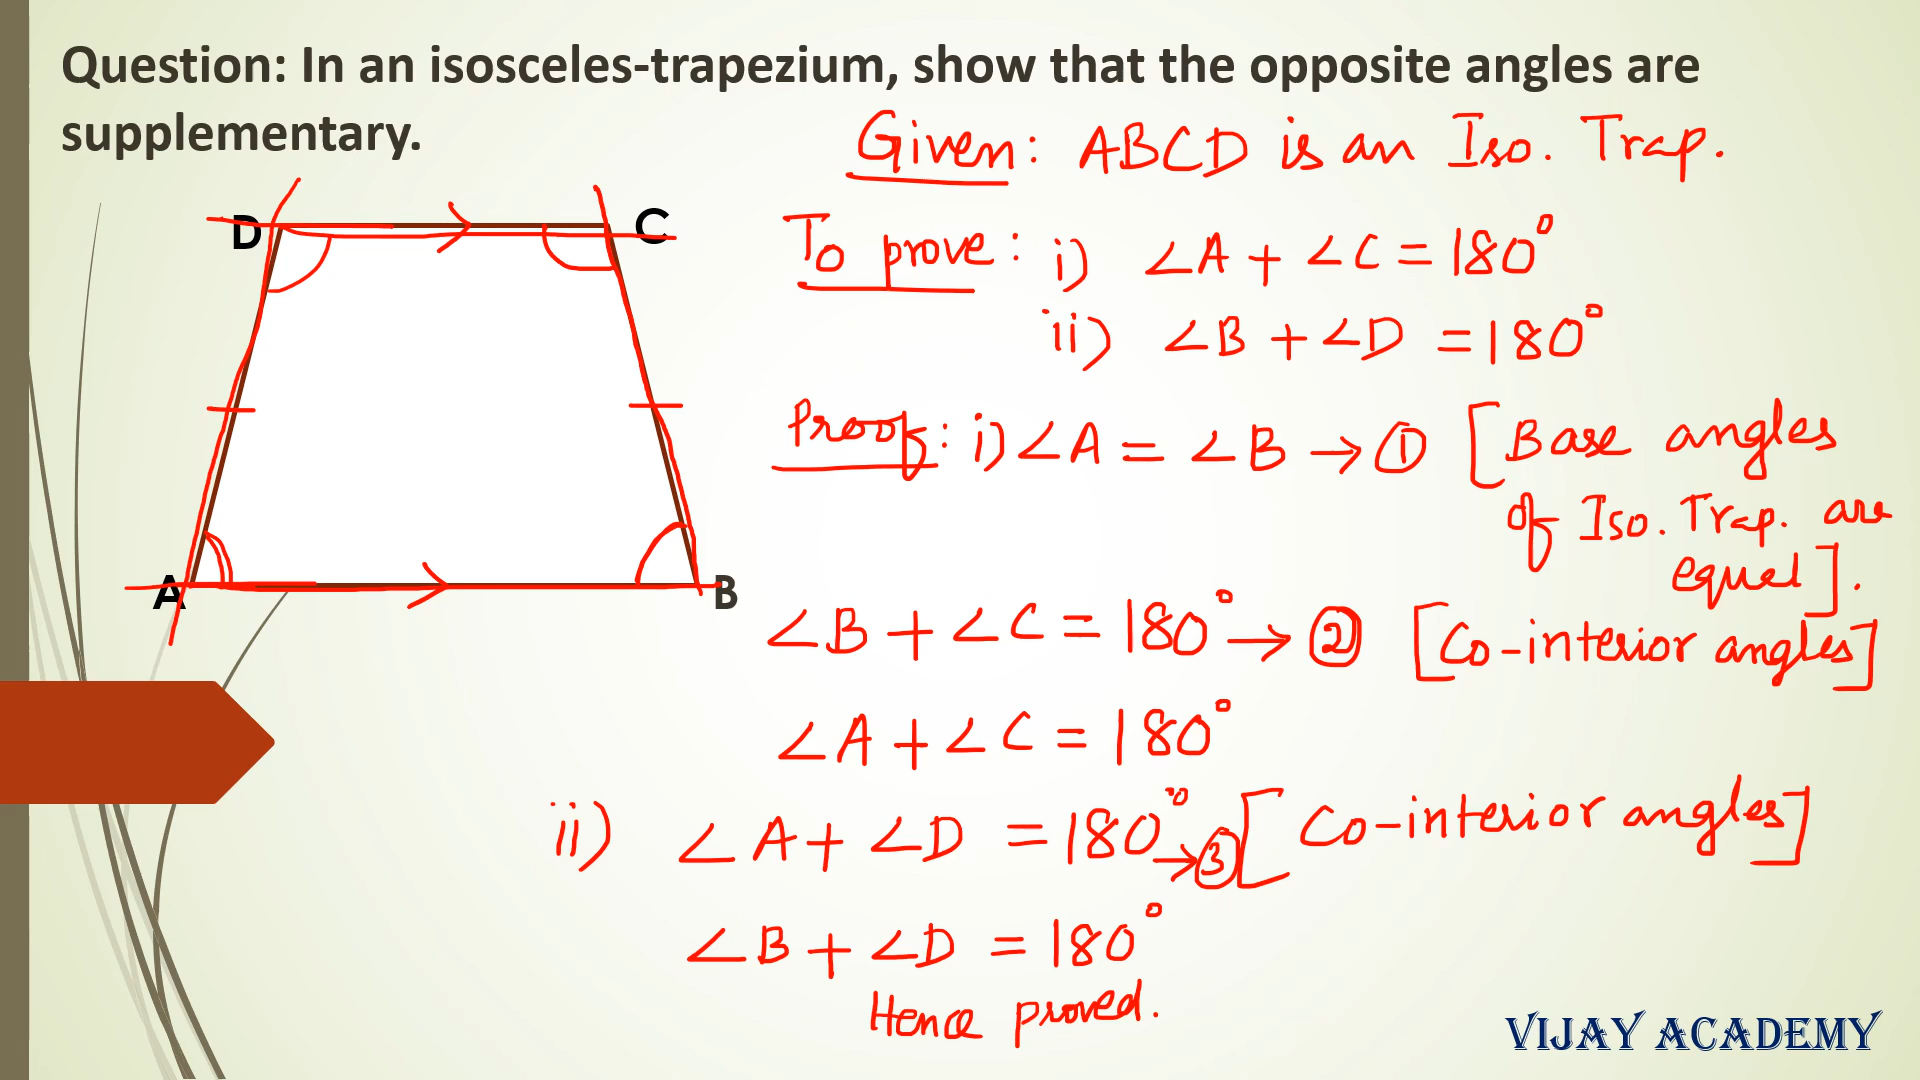 Question: In an isosceles-trapezium, show that the opposite angles are
supplementary.
Given: ABCD is an Iso. Trap.
D
C
A
B
To prove: i) ∠A + ∠C = 180°
ii) ∠B + ∠D = 180°
Proof: i) ∠A = ∠B → ① [Base angles
of Iso. Trap. are
equal].
∠B + ∠C = 180° → ② [Co-interior angles]
∠A + ∠C = 180°
ii) ∠A + ∠D = 180° → ③ [Co-interior angles]
∠B + ∠D = 180°
Hence proved.
VIJAY ACADEMY